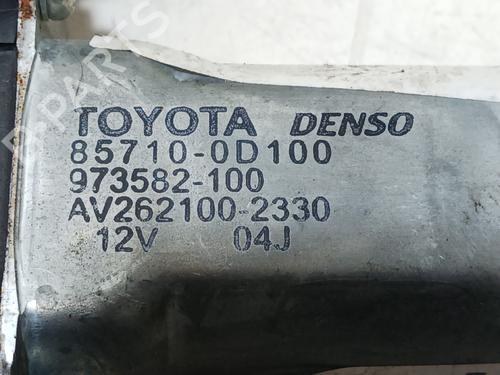 TOYOTA DENSO
85710-0D100
973582-100
AV262100-2330
12V 04J